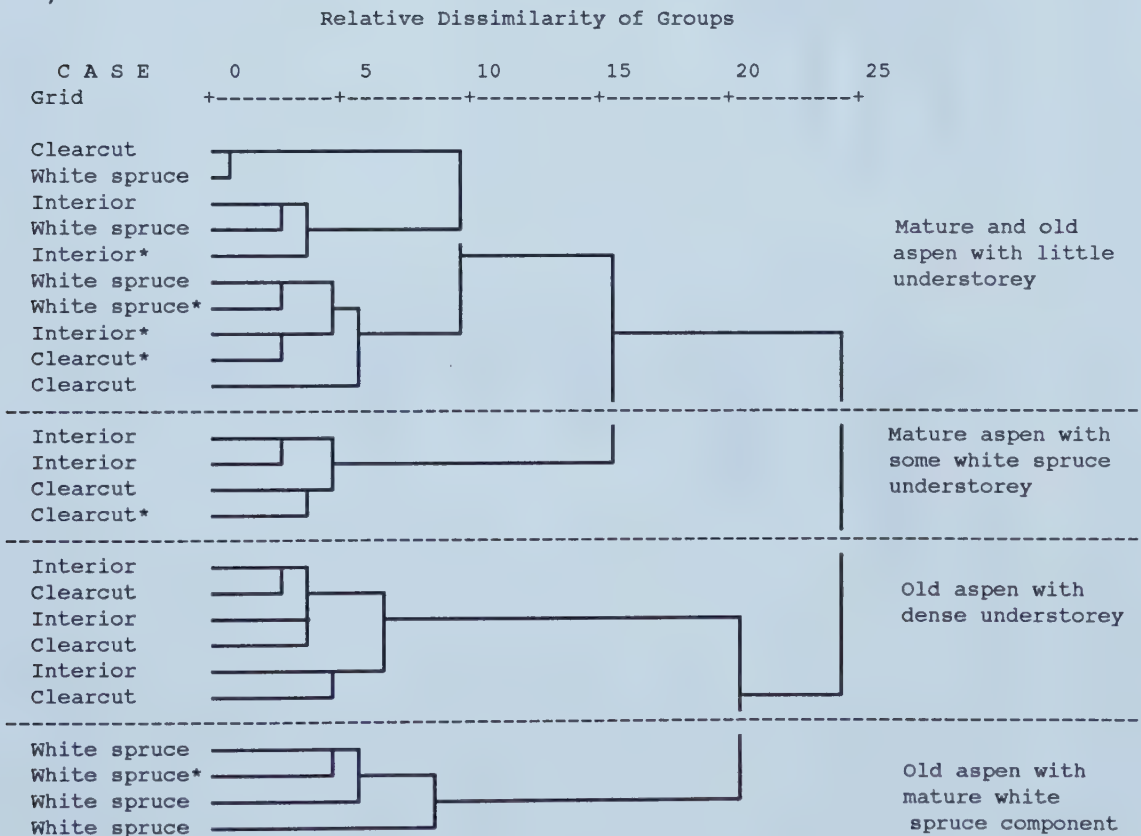 Relative Dissimilarity of Groups
C A S E 0 5 10 15 20 25
Grid +---------+---------+---------+---------+---------+
Clearcut
White spruce
Interior
White spruce
Interior*
White spruce
White spruce*
Interior*
Clearcut*
Clearcut
Mature and old
aspen with little
understorey
Interior
Interior
Clearcut
Clearcut*
Mature aspen with
some white spruce
understorey
Interior
Clearcut
Interior
Clearcut
Interior
Clearcut
Old aspen with
dense understorey
White spruce
White spruce*
White spruce
White spruce
Old aspen with
mature white
spruce component